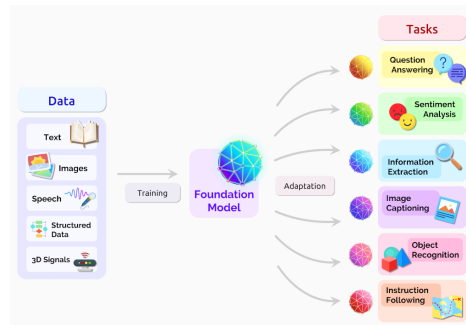 Data
Text
Images
Speech
Structured
Data
3D Signals
Training
Foundation
Model
Adaptation
Tasks
Question
Answering
?
Sentiment
Analysis
Information
Extraction
Image
Captioning
Object
Recognition
Instruction
Following